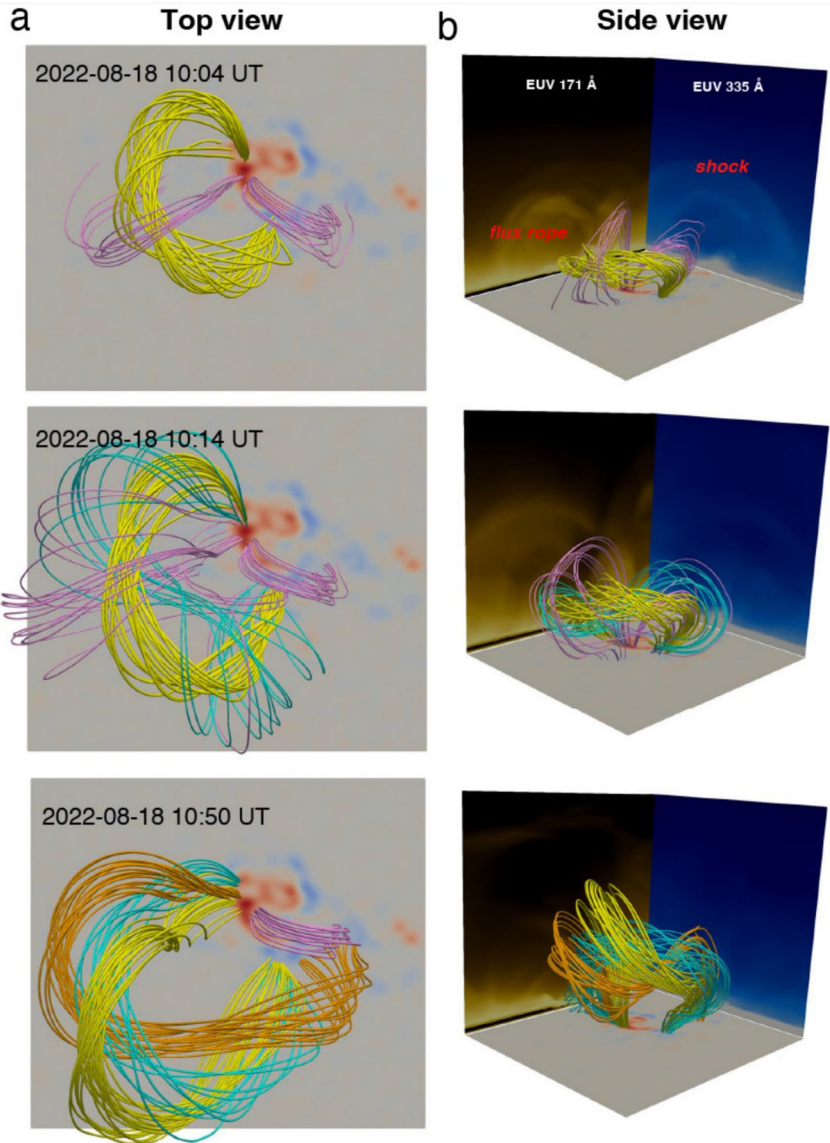 a
Top view
b
Side view
2022-08-18 10:04 UT
EUV 171 Å
EUV 335 Å
shock
flux rope
2022-08-18 10:14 UT
2022-08-18 10:50 UT